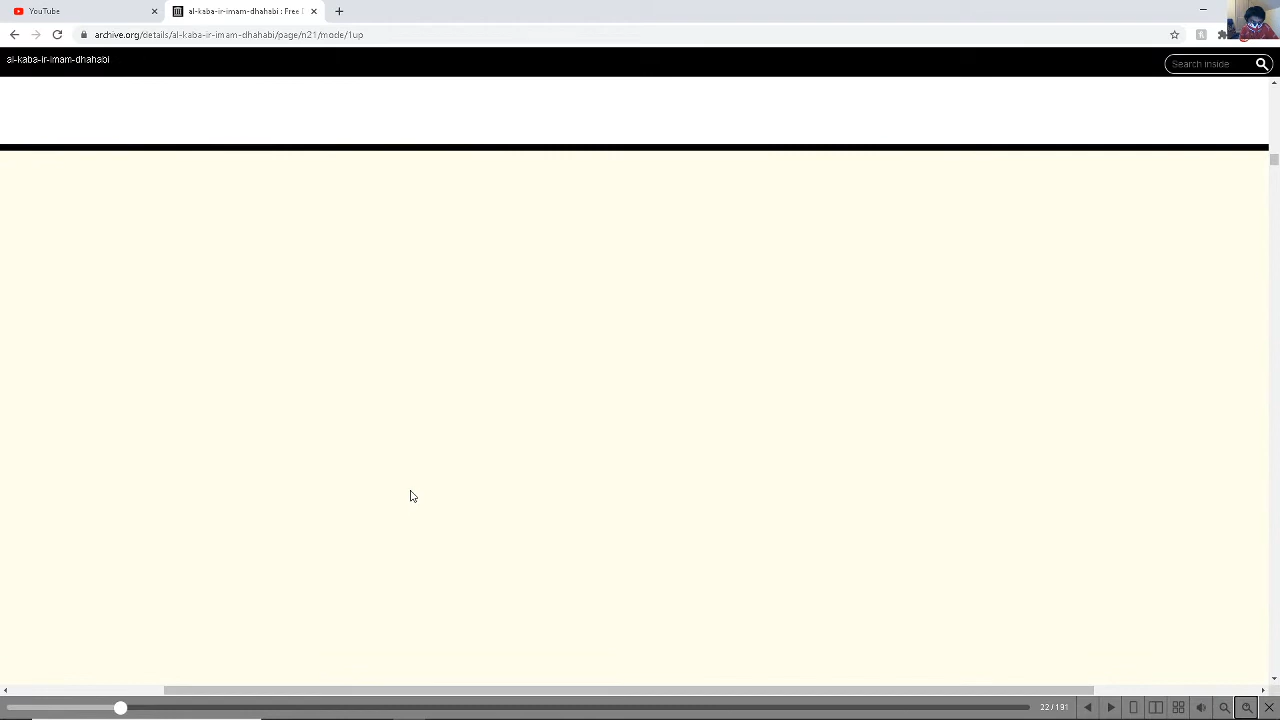 YouTube
al-kaba-ir-imam-dhahabi : Free
archive.org/details/al-kaba-ir-imam-dhahabi/page/n21/mode/1up
al-kaba-ir-imam-dhahabi
Search inside
22 / 191